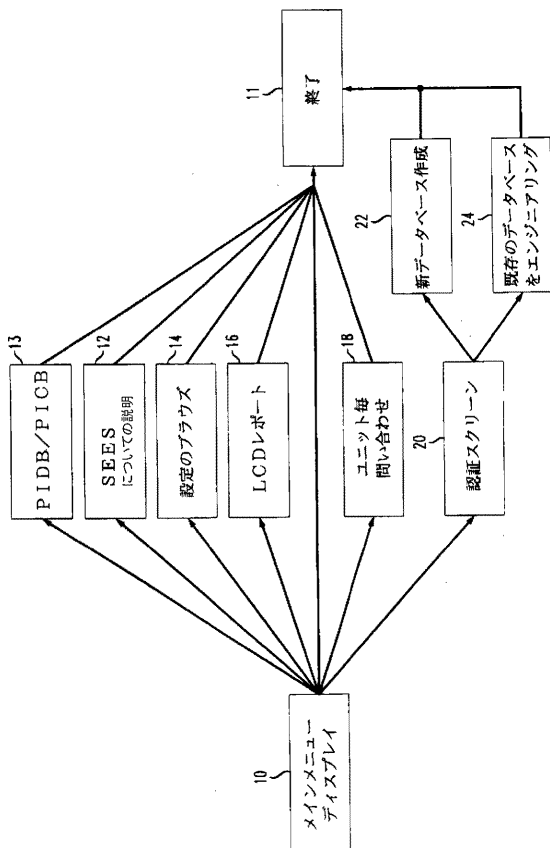 10
メインメニュー
ディスプレイ
13
PIDB/PICB
12
SEES
についての説明
14
設定のブラウズ
16
LCDレポート
18
ユニット毎
問い合わせ
20
認証スクリーン
22
新データベース作成
24
既存のデータベース
をエンジニアリング
11
終了